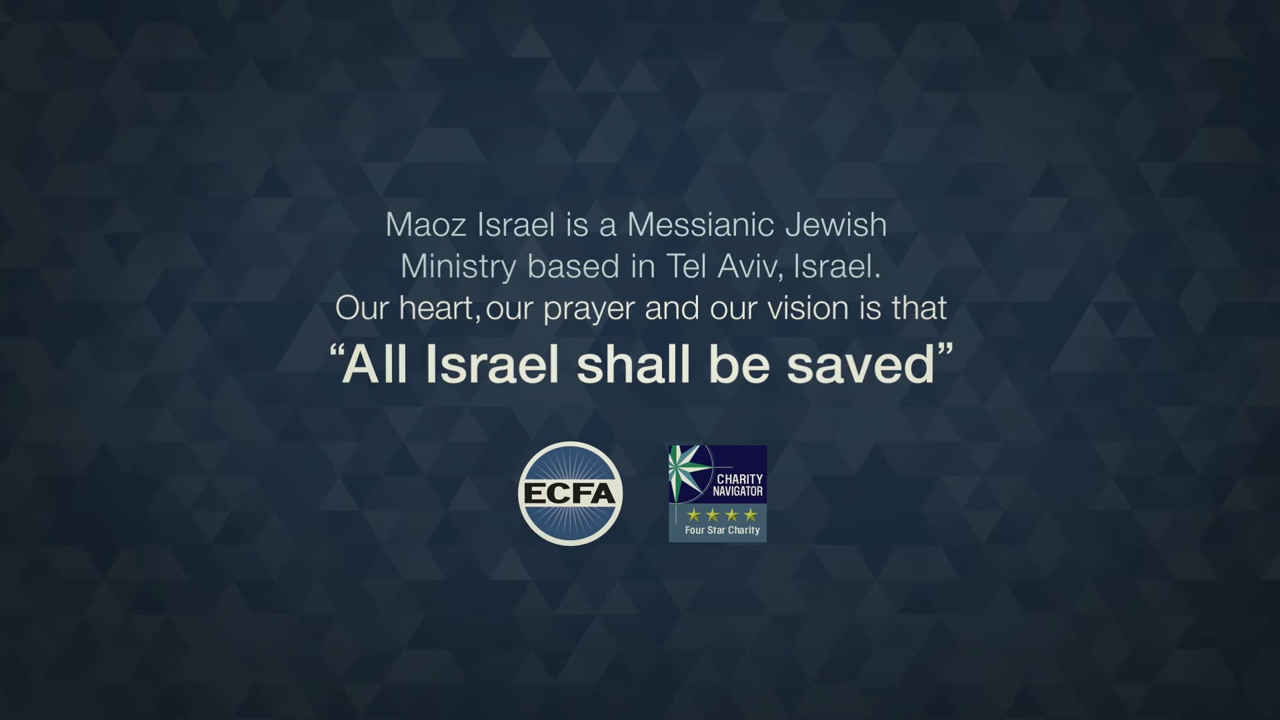 Maoz Israel is a Messianic Jewish
Ministry based in Tel Aviv, Israel.
Our heart, our prayer and our vision is that
“All Israel shall be saved”
ECFA
CHARITY
NAVIGATOR
Four Star Charity